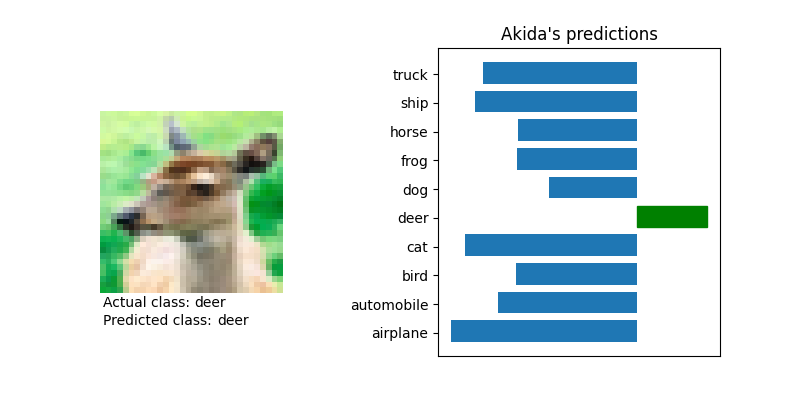 Akida's predictions
truck
ship
horse
frog
dog
deer
cat
bird
automobile
airplane
Actual class: deer
Predicted class: deer